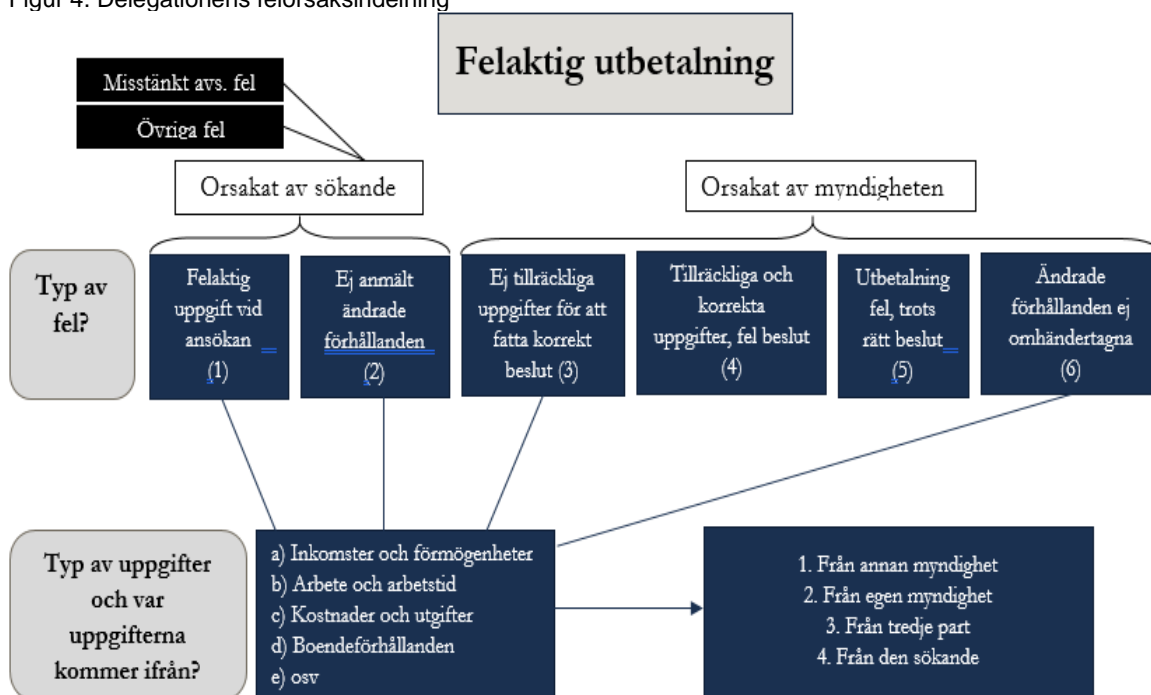 Figur 4. Delegationens felorsaksindelning
Felaktig utbetalning
Misstänkt avs. fel
Övriga fel
Orsakat av sökande
Orsakat av myndigheten
Typ av
fel?
Felaktig
uppgift vid
ansökan
(1)
Ej anmält
ändrade
förhållanden
(2)
Ej tillräckliga
uppgifter för att
fatta korrekt
beslut (3)
Tillräckliga och
korrekta
uppgifter, fel beslut
(4)
Utbetalning
fel, trots
rätt beslut
(5)
Ändrade
förhållanden ej
omhändertagna
(6)
Typ av uppgifter
och var
uppgifterna
kommer ifrån?
a) Inkomster och förmögenheter
b) Arbete och arbetstid
c) Kostnader och utgifter
d) Boendeförhållanden
e) osv
1. Från annan myndighet
2. Från egen myndighet
3. Från tredje part
4. Från den sökande